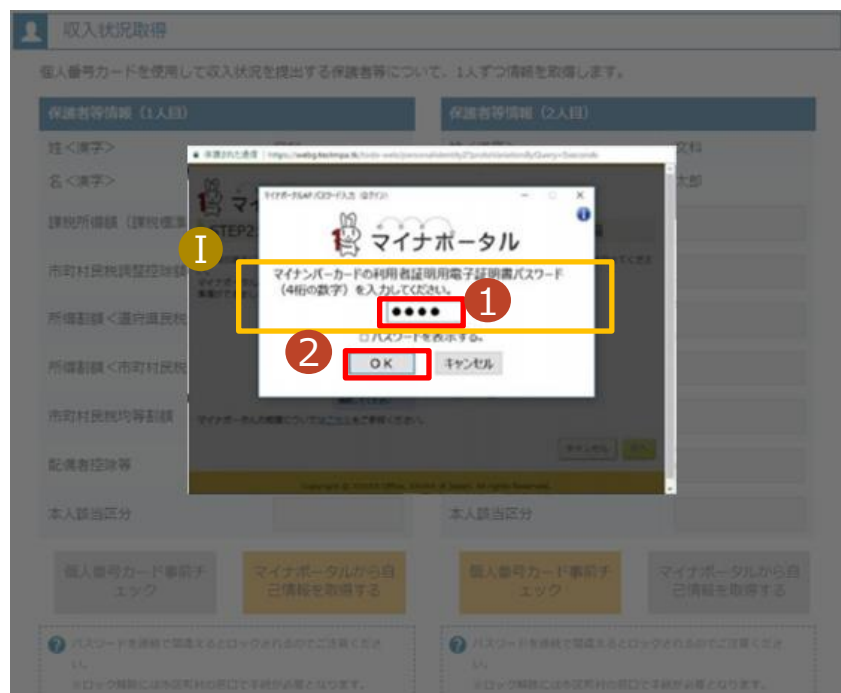 収入状況取得
個人番号カードを使用して収入状況を提出する保護者等について、1人ずつ情報を取得します。
保護者等情報（1人目）
保護者等情報（2人目）
姓＜漢字＞
文科
名＜漢字＞
太郎
マイナポータル
I
マイナンバーカードの利用者証明用電子証明書パスワード
（4桁の数字）を入力してください。
●●●●
1
□パスワードを表示する。
2
OK
キャンセル
課税所得額（課税標準
市町村民税調整控除額
所得割額＜道府県民税
所得割額＜市町村民税
市町村民税均等割額
配偶者控除等
本人該当区分
本人該当区分
個人番号カード事前チ
ェック
マイナポータルから自
己情報を取得する
個人番号カード事前チ
ェック
マイナポータルから自
己情報を取得する
パスワードを連続で間違えるとロックされるのでご注意くださ
い。
※ロック解除には市区町村の窓口で手続が必要となります。
パスワードを連続で間違えるとロックされるのでご注意くださ
い。
※ロック解除には市区町村の窓口で手続が必要となります。